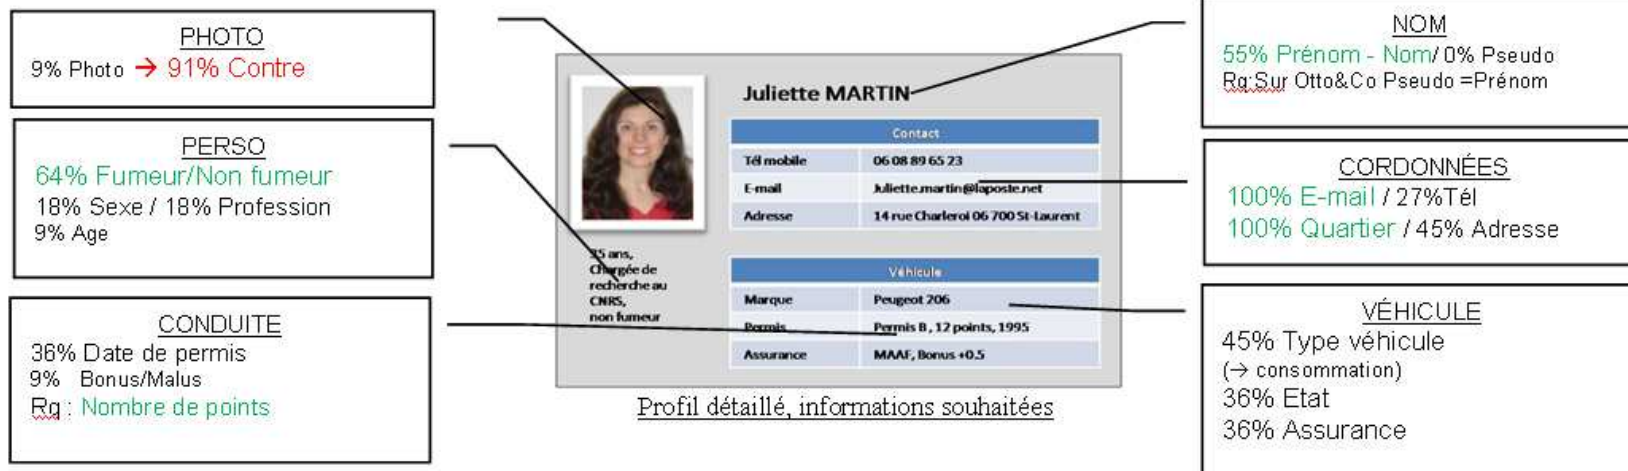 PHOTO
9% Photo → 91% Contre
PERSO
64% Fumeur/Non fumeur
18% Sexe / 18% Profession
9% Age
CONDUITE
36% Date de permis
9% Bonus/Malus
Rq : Nombre de points
Juliette MARTIN
Contact
Tél mobile 06 08 89 65 23
E-mail Juliette.martin@laposte.net
Adresse 14 rue Charleroi 06 700 St-Laurent
35 ans,
Chargée de
recherche au
CNRS,
non fumeur
Véhicule
Marque Peugeot 206
Permis Permis B , 12 points, 1995
Assurance MAAF, Bonus +0.5
Profil détaillé, informations souhaitées
NOM
55% Prénom - Nom/ 0% Pseudo
Rq:Sur Otto&Co Pseudo =Prénom
CORDONNÉES
100% E-mail / 27%Tél
100% Quartier / 45% Adresse
VÉHICULE
45% Type véhicule
(→ consommation)
36% Etat
36% Assurance